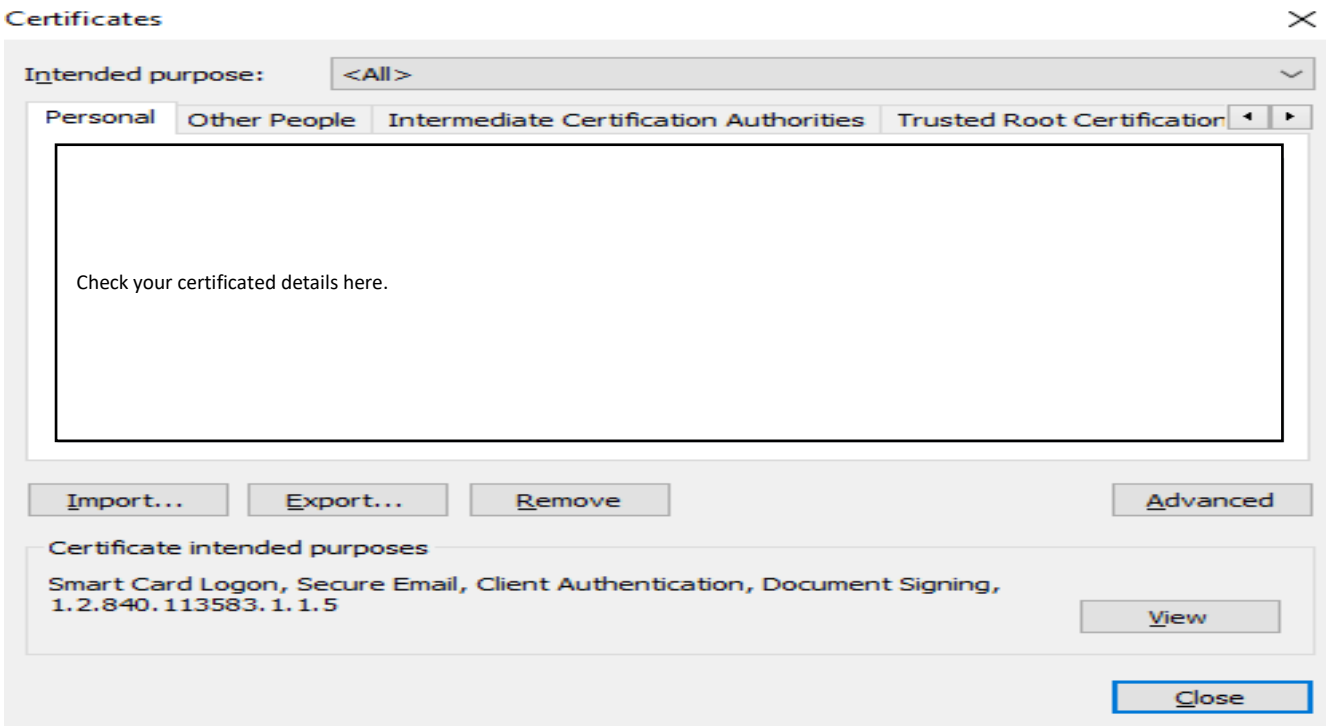 Certificates
Intended purpose: <All>
Personal Other People Intermediate Certification Authorities Trusted Root Certification
Check your certificated details here.
Import... Export... Remove Advanced
Certificate intended purposes
Smart Card Logon, Secure Email, Client Authentication, Document Signing,
1.2.840.113583.1.1.5
View
Close